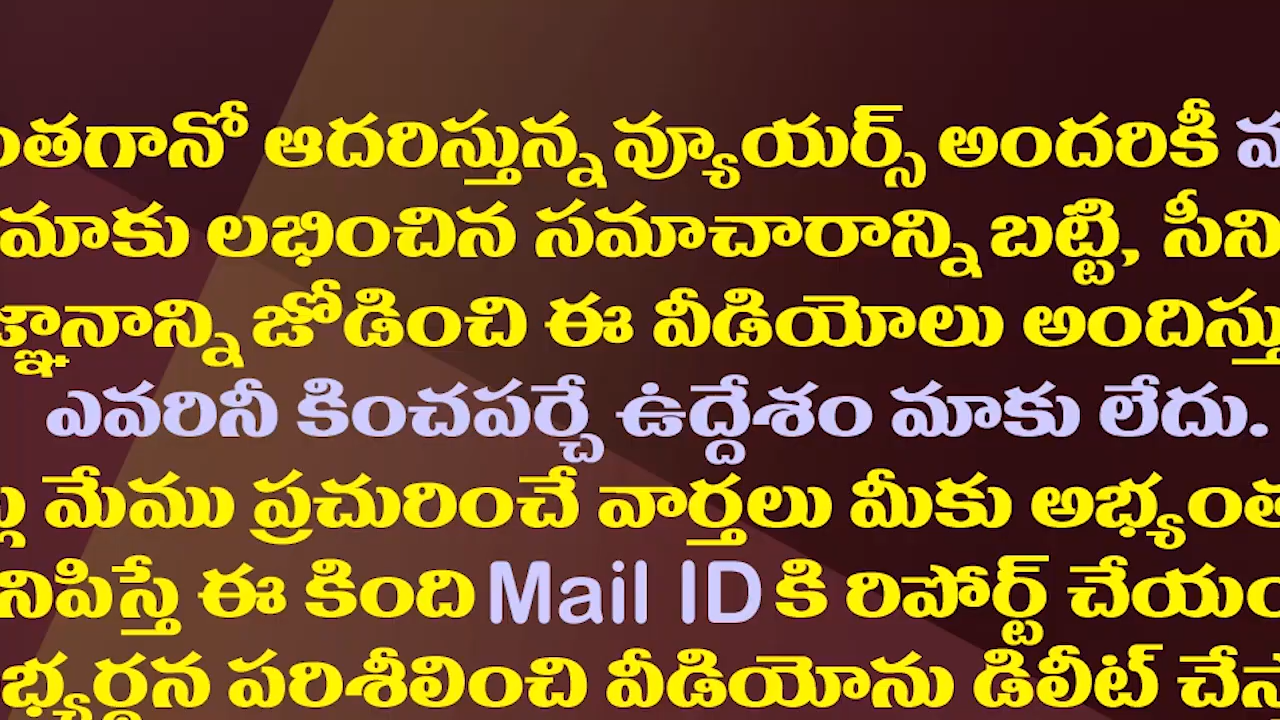 ంతగానో ఆదరిస్తున్న వ్యూయర్స్ అందరికీ
మాకు లభించిన సమాచారాన్ని బట్టి, సీని
జ్ఞానాన్ని జోడించి ఈ వీడియోలు అందిస్తు
ఎవరినీ కించపర్చే ఉద్దేశం మాకు లేదు.
మేము ప్రచురించే వార్తలు మీకు అభ్యంత
నిపిస్తే ఈ కింది Mail ID కి రిపోర్ట్ చేయం
భ్యర్థన పరిశీలించి వీడియోను డిలీట్ చేస